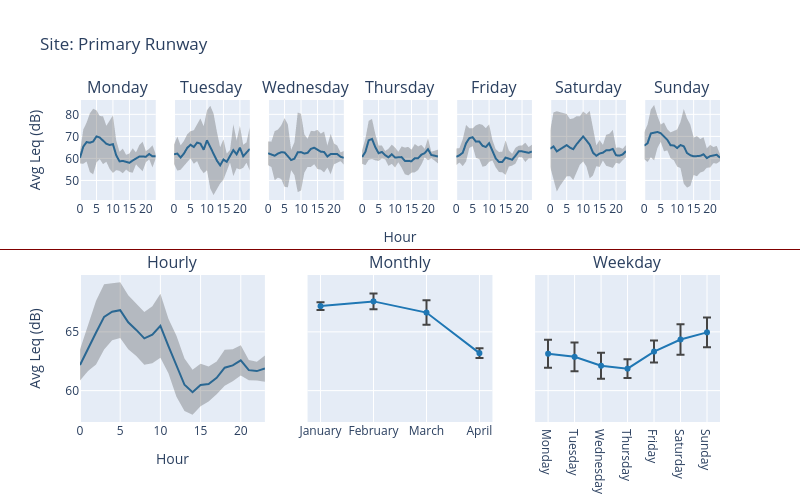 Site: Primary Runway
Monday Tuesday Wednesday Thursday Friday Saturday Sunday
Avg Leq (dB)
80
70
60
50
0 5 10 15 20 0 5 10 15 20 0 5 10 15 20 0 5 10 15 20 0 5 10 15 20 0 5 10 15 20 0 5 10 15 20
Hour
Hourly Monthly Weekday
Avg Leq (dB)
65
60
0 5 10 15 20 January February March April
Monday
Tuesday
Wednesday
Thursday
Friday
Saturday
Sunday
Hour